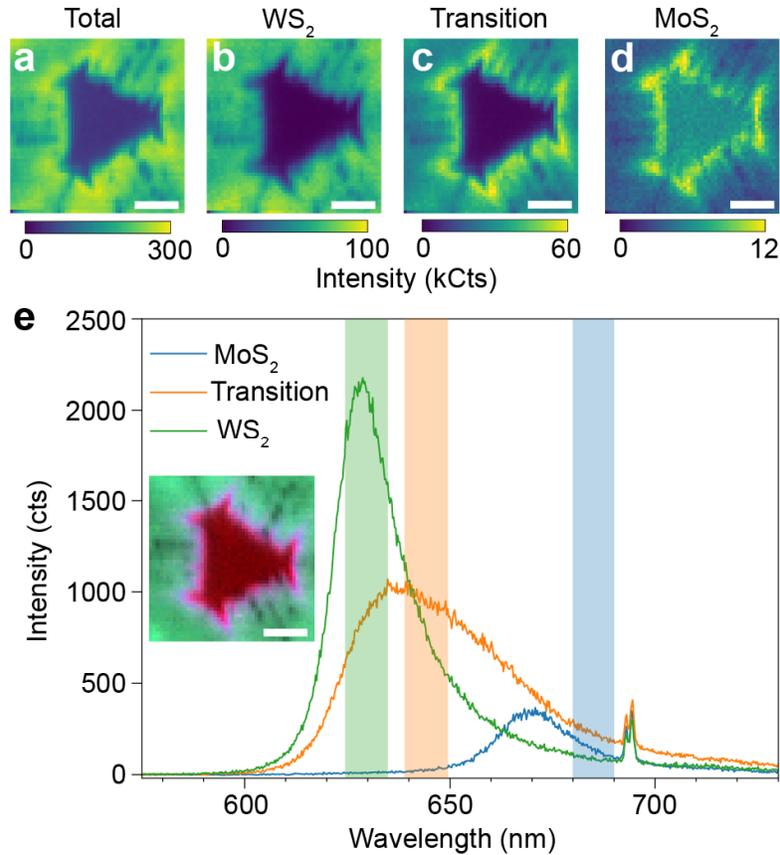 Total WS₂ Transition MoS₂
a b c d
0 300 0 100 0 60 0 12
Intensity (kCts)
e
2500
MoS₂
Transition
2000
WS₂
1500
1000
500
0
Intensity (cts)
600 650 700
Wavelength (nm)